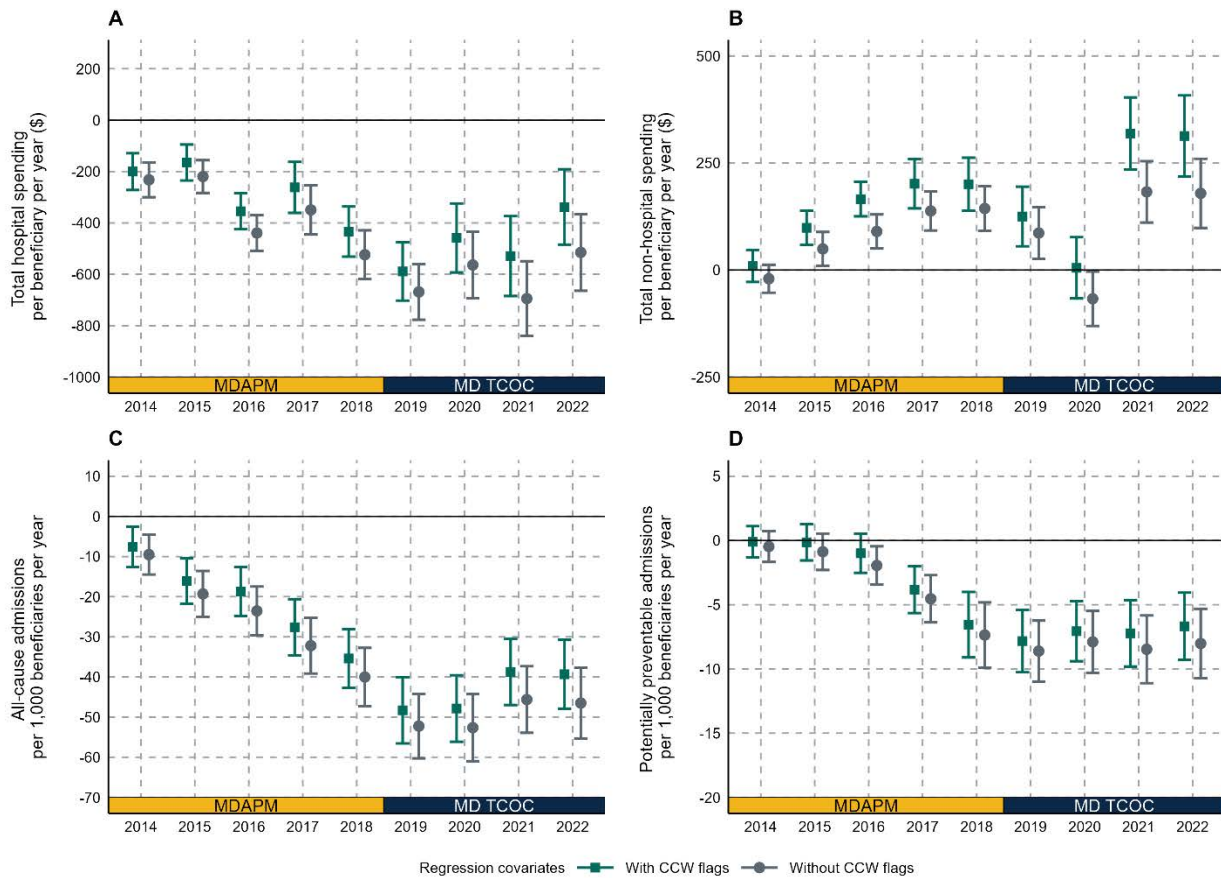 A
Total hospital spending
per beneficiary per year ($)
200
0
-200
-400
-600
-800
-1000
MDAPM
MD TCOC
2014 2015 2016 2017 2018 2019 2020 2021 2022
B
Total non-hospital spending
per beneficiary per year ($)
500
250
0
-250
MDAPM
MD TCOC
2014 2015 2016 2017 2018 2019 2020 2021 2022
C
All-cause admissions
per 1,000 beneficiaries per year
10
0
-10
-20
-30
-40
-50
-60
-70
MDAPM
MD TCOC
2014 2015 2016 2017 2018 2019 2020 2021 2022
D
Potentially preventable admissions
per 1,000 beneficiaries per year
5
0
-5
-10
-15
-20
MDAPM
MD TCOC
2014 2015 2016 2017 2018 2019 2020 2021 2022
Regression covariates With CCW flags Without CCW flags